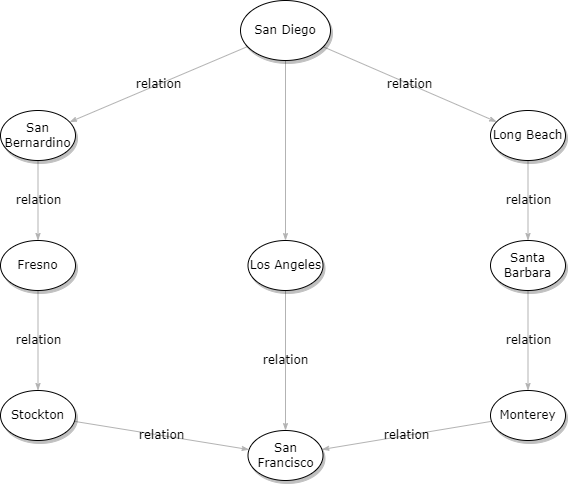 San Diego
relation
relation
San
Bernardino
Long Beach
relation
relation
Fresno
Los Angeles
Santa
Barbara
relation
relation
relation
Stockton
Monterey
relation
relation
San
Francisco